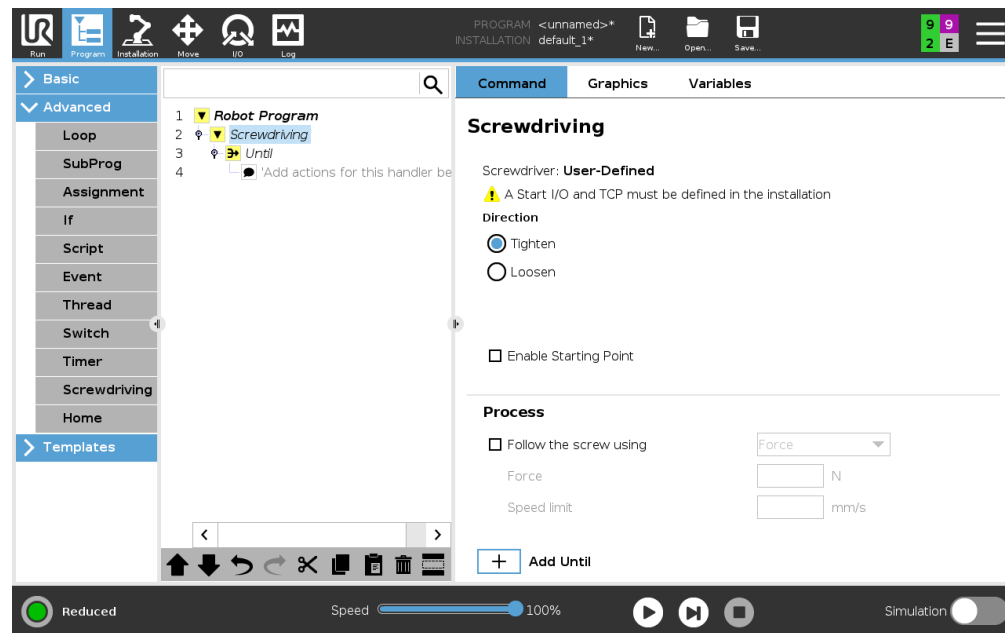 PROGRAM <unnamed>*
INSTALLATION default_1*
Run Program Installation Move I/O Log New... Open... Save...
9 9
2 E
Basic
Advanced
Loop
SubProg
Assignment
If
Script
Event
Thread
Switch
Timer
Screwdriving
Home
Templates
1 Robot Program
2 Screwdriving
3 Until
4 'Add actions for this handler be
Command Graphics Variables
Screwdriving
Screwdriver: User-Defined
A Start I/O and TCP must be defined in the installation
Direction
Tighten
Loosen
Enable Starting Point
Process
Follow the screw using Force
Force N
Speed limit mm/s
+ Add Until
Reduced Speed 100% Simulation